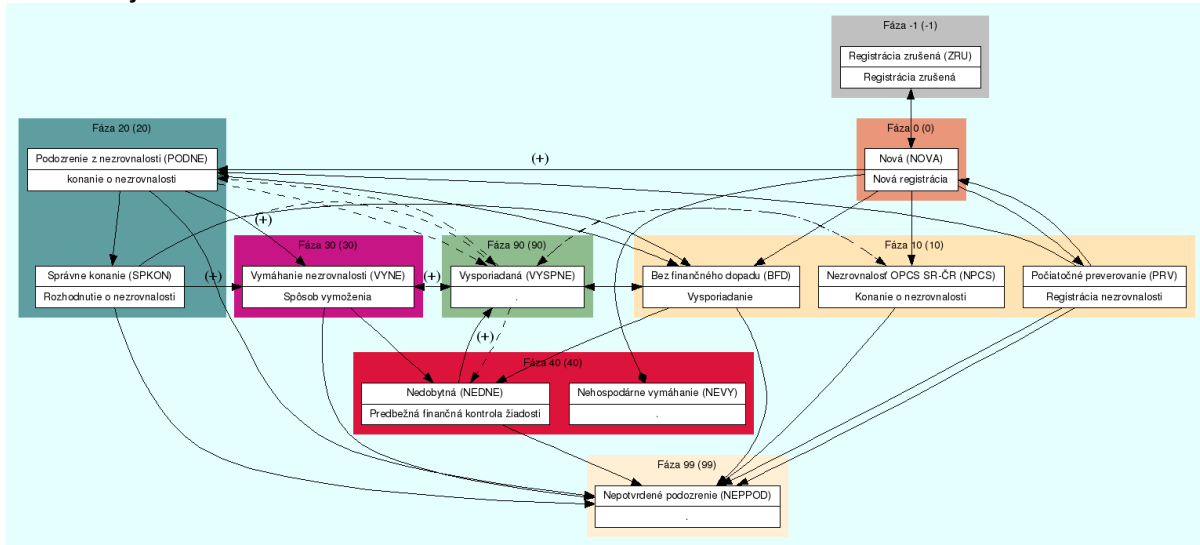 Fáza -1 (-1)
Registrácia zrušená (ZRU)
Registrácia zrušená
Fáza 20 (20)
Fáza 0 (0)
Podozrenie z nezrovnalosti (PODNE)
konanie o nezrovnalosti
(+)
Nová (NOVA)
Nová registrácia
(+)
Fáza 30 (30)
Fáza 90 (90)
Fáza 10 (10)
Správne konanie (SPKON)
Rozhodnutie o nezrovnalosti
(+)
Vymáhanie nezrovnalosti (VYNE)
Spôsob vymoženia
(+)
Vysporiadaná (VYSPNE)
.
Bez finančného dopadu (BFD)
Vysporiadanie
Nezrovnalosť OPCS SR-ČR (NPCS)
Konanie o nezrovnalosti
Počiatočné preverovanie (PRV)
Registrácia nezrovnalosti
(+)
Fáza 40 (40)
Nedobytná (NEDNE)
Predbežná finančná kontrola žiadosti
Nehospodárne vymáhanie (NEVY)
.
Fáza 99 (99)
Nepotvrdené podozrenie (NEPPOD)
.